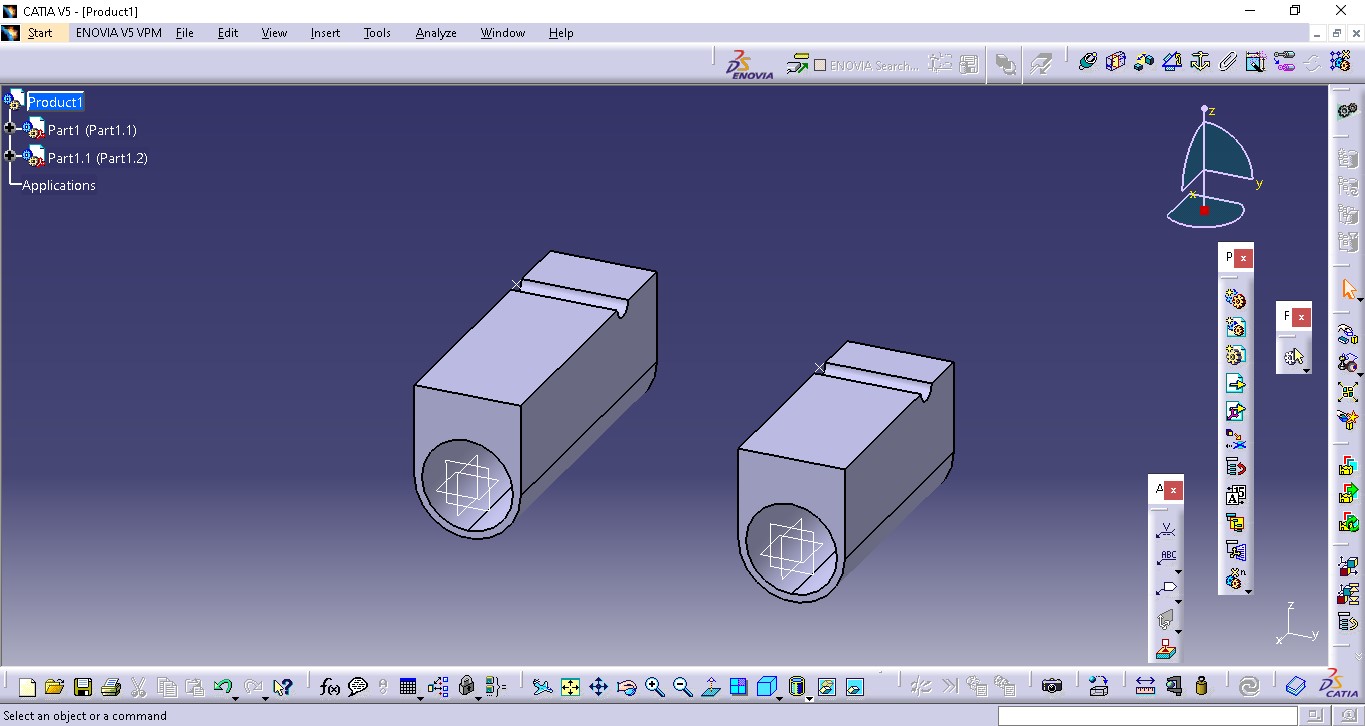 CATIA V5 - [Product1]
Start ENOVIA V5 VPM File Edit View Insert Tools Analyze Window Help
ENOVIA ENOVIA Search...
Product1
Part1 (Part1.1)
Part1.1 (Part1.2)
Applications
z
y
x
P x
F x
A x
ABC
z
x y
f(x)
CATIA
Select an object or a command